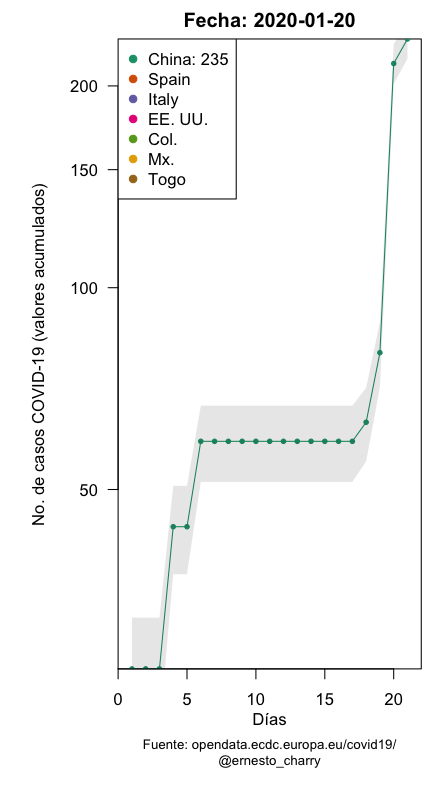 Fecha: 2020-01-20
China: 235
Spain
Italy
EE. UU.
Col.
Mx.
Togo
No. de casos COVID-19 (valores acumulados)
200
150
100
50
0 5 10 15 20
Días
Fuente: opendata.ecdc.europa.eu/covid19/
@ernesto_charry